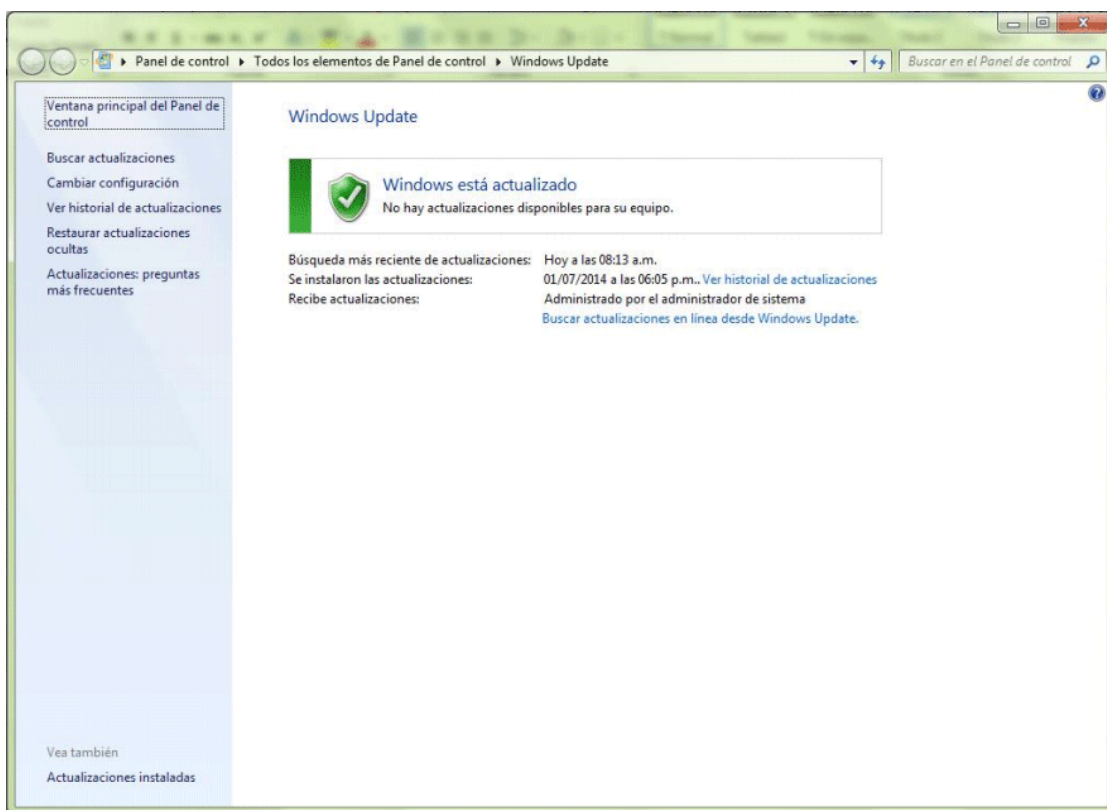 Panel de control ▸ Todos los elementos de Panel de control ▸ Windows Update
Buscar en el Panel de control
Ventana principal del Panel de
control
Buscar actualizaciones
Cambiar configuración
Ver historial de actualizaciones
Restaurar actualizaciones
ocultas
Actualizaciones: preguntas
más frecuentes
Windows Update
Windows está actualizado
No hay actualizaciones disponibles para su equipo.
Búsqueda más reciente de actualizaciones: Hoy a las 08:13 a.m.
Se instalaron las actualizaciones: 01/07/2014 a las 06:05 p.m.. Ver historial de actualizaciones
Recibe actualizaciones: Administrado por el administrador de sistema
Buscar actualizaciones en línea desde Windows Update.
Vea también
Actualizaciones instaladas